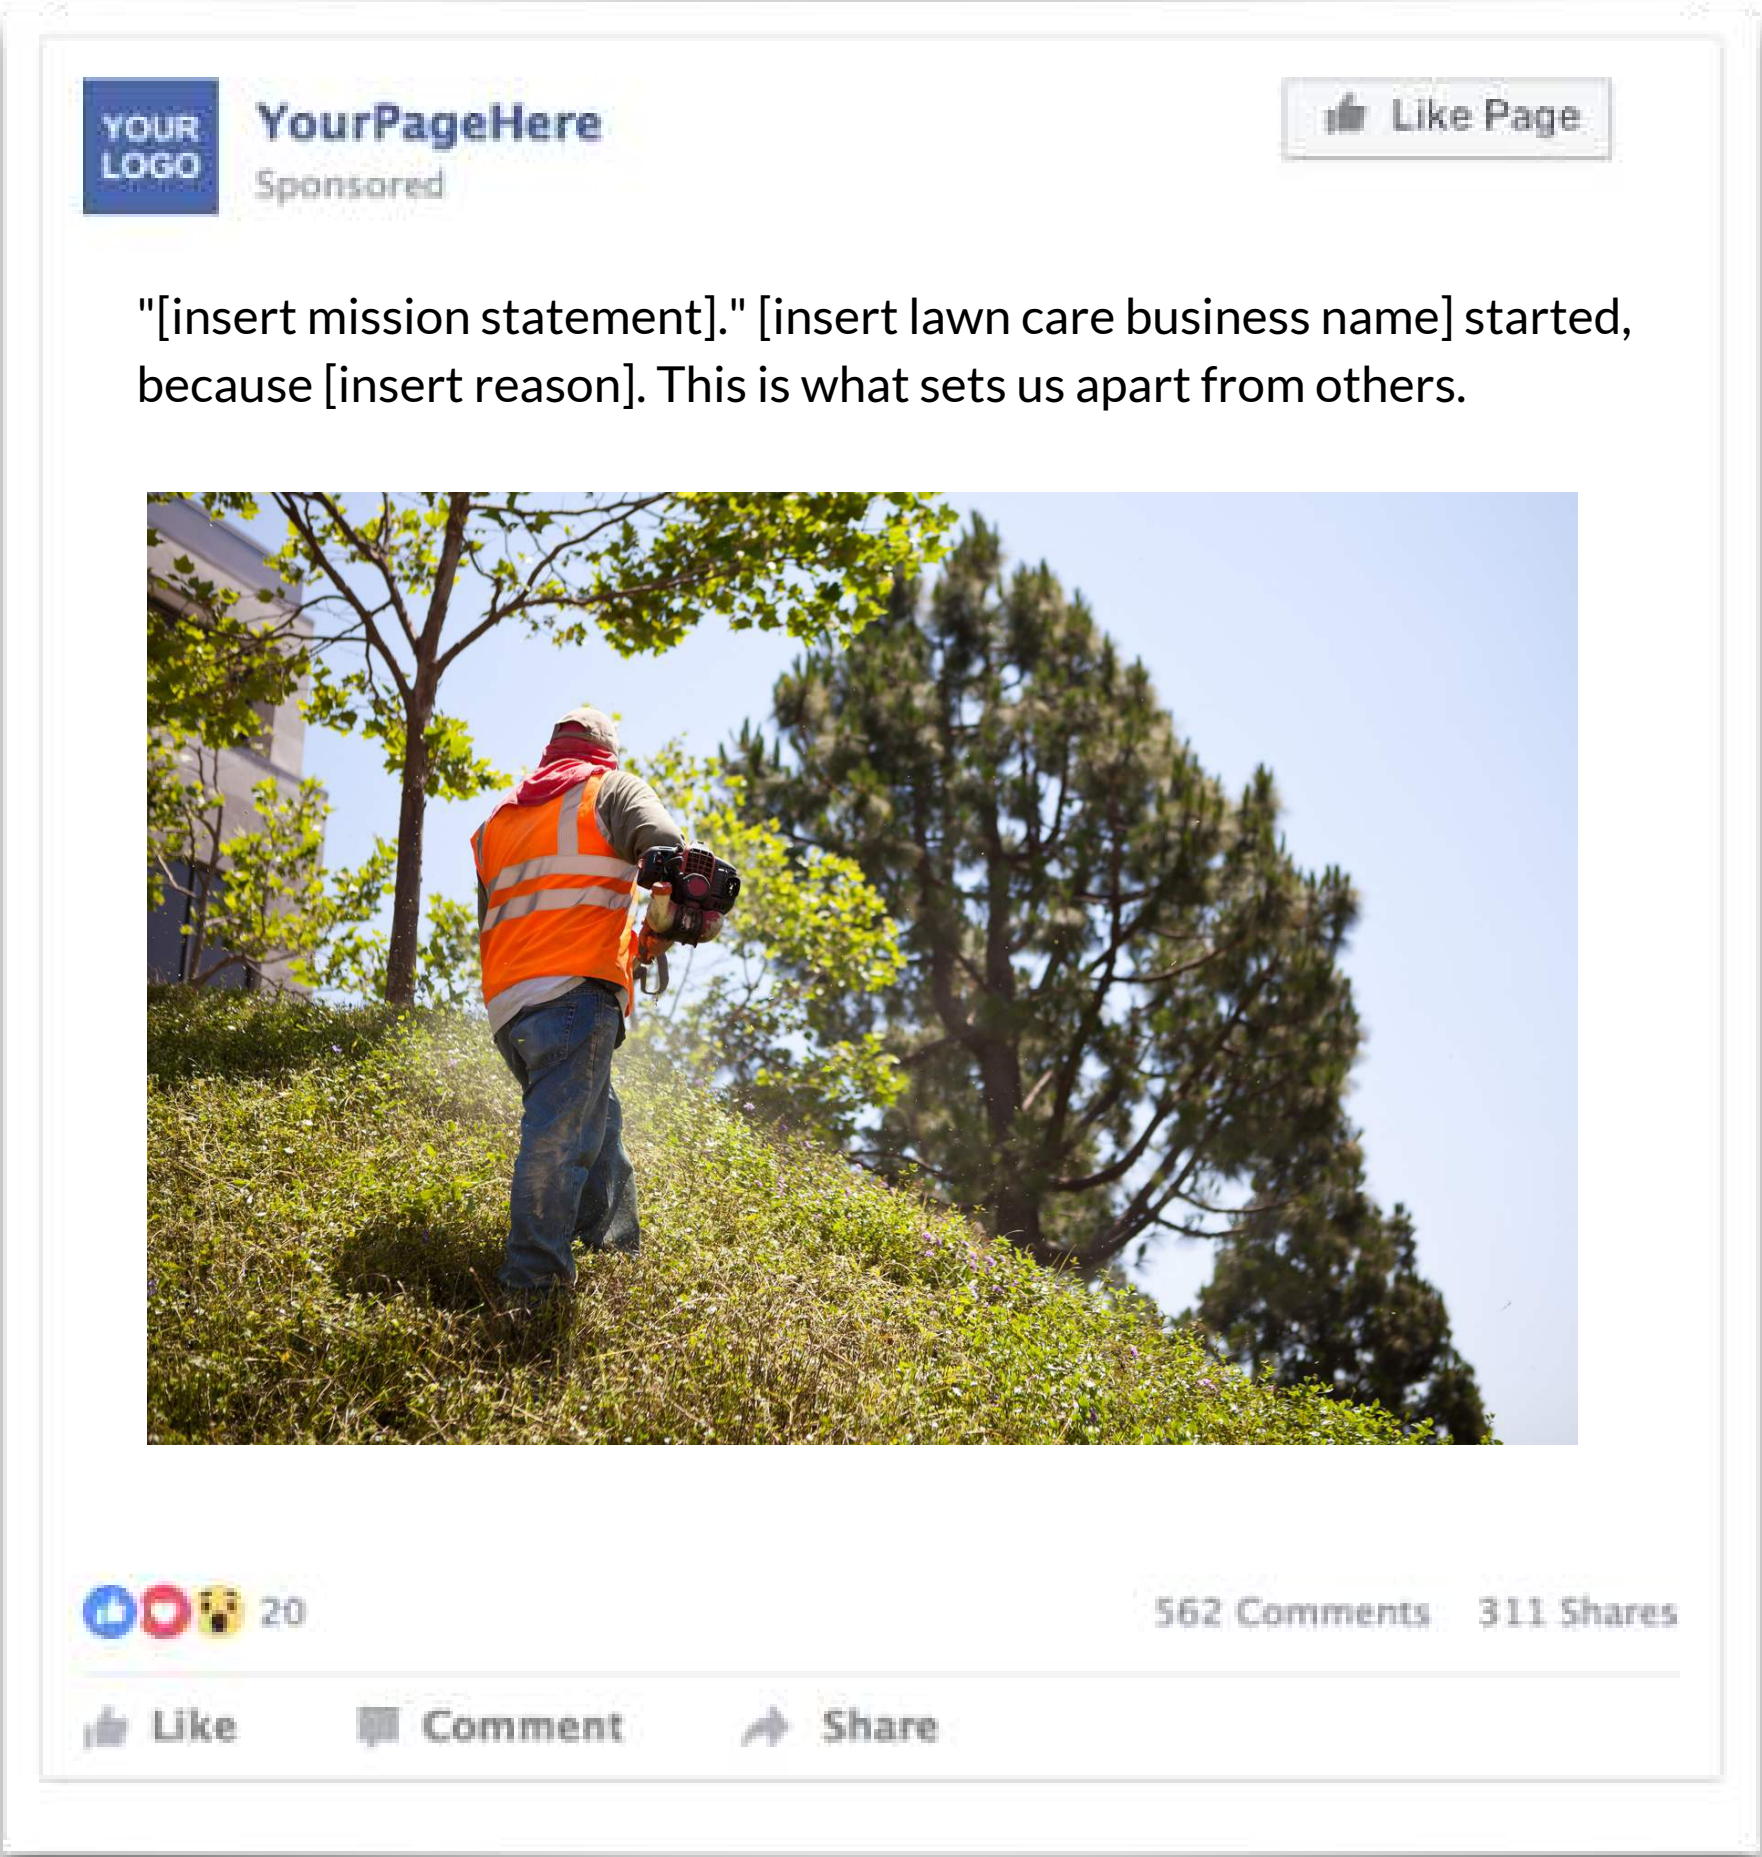 YOUR
LOGO
YourPageHere
Sponsored
Like Page
"[insert mission statement]." [insert lawn care business name] started,
because [insert reason]. This is what sets us apart from others.
20
562 Comments 311 Shares
Like Comment Share